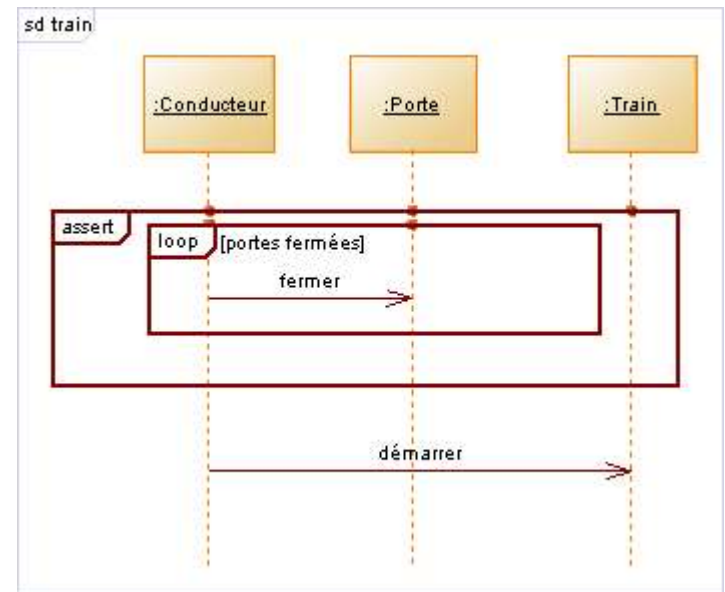 sd train
:Conducteur
:Porte
:Train
assert
loop
[portes fermées]
fermer
démarrer